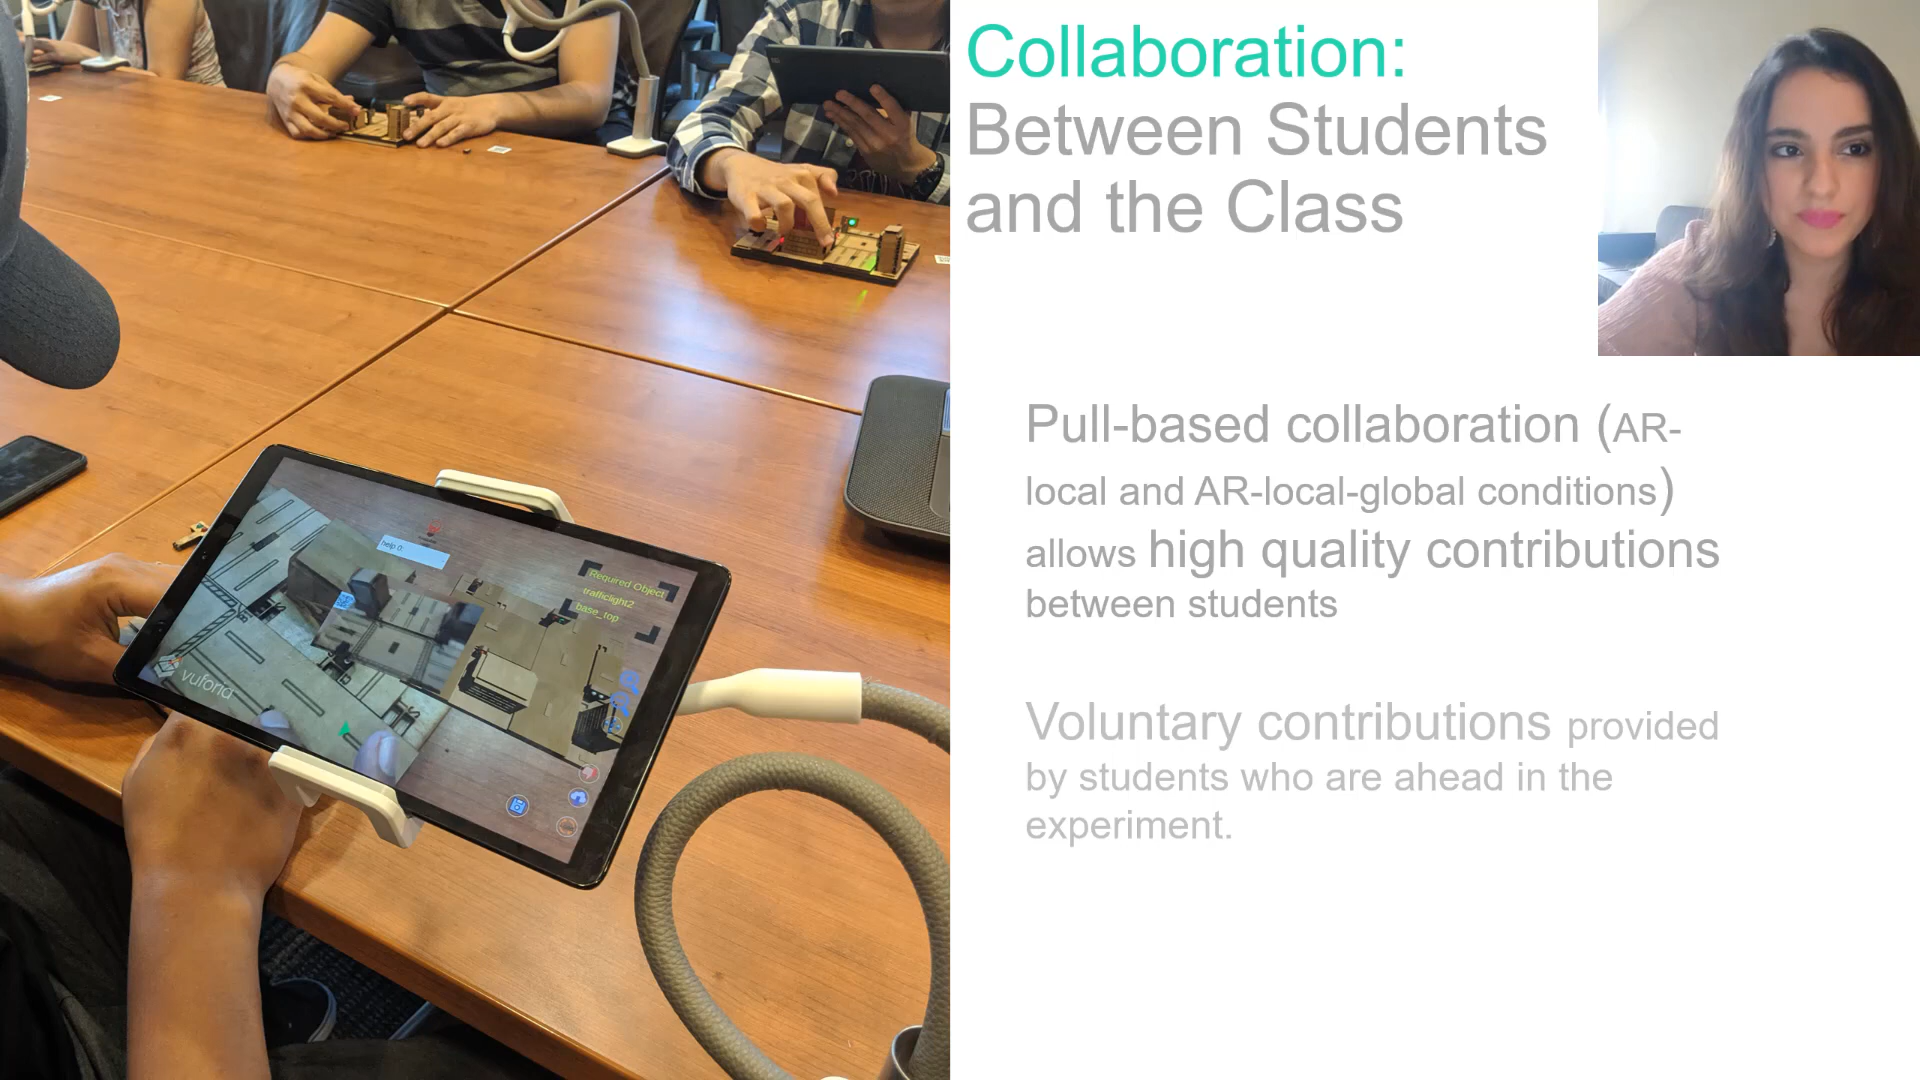 Collaboration:
Between Students
and the Class
Pull-based collaboration (AR-
local and AR-local-global conditions)
allows high quality contributions
between students
Voluntary contributions provided
by students who are ahead in the
experiment.
help 0:
Required Object
trafficlight2
base_top
vuforia